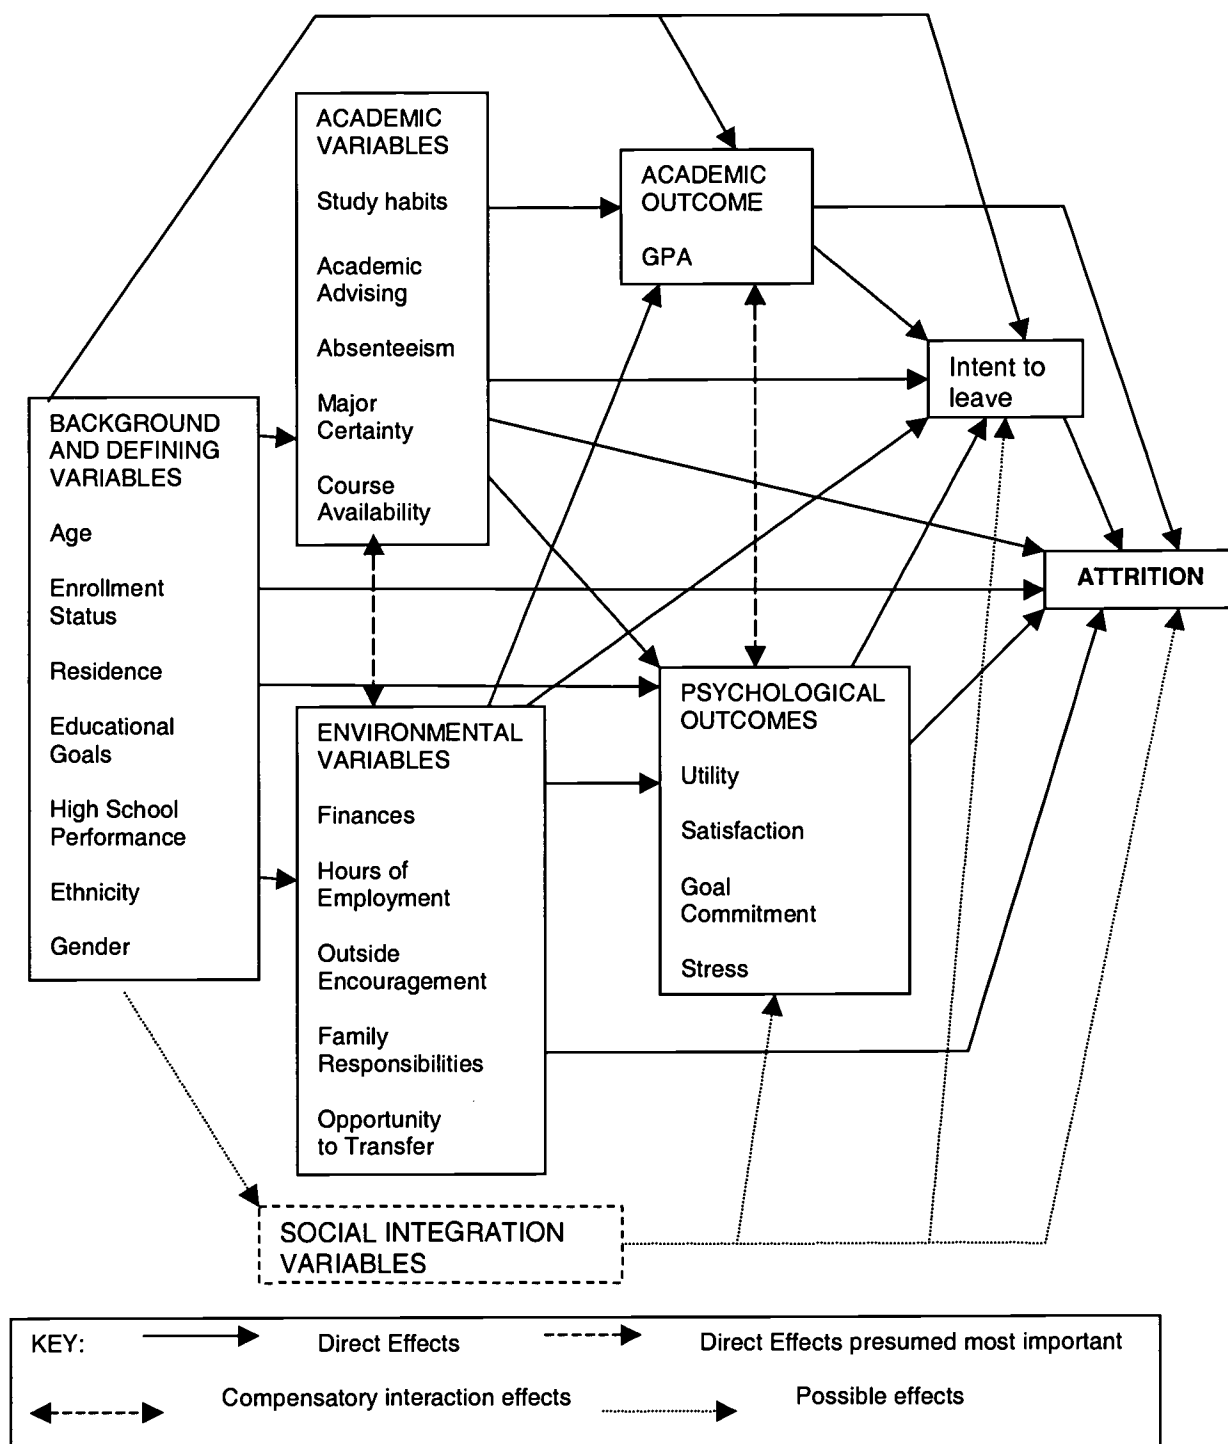 ACADEMIC
VARIABLES
Study habits
Academic
Advising
Absenteeism
Major
Certainty
Course
Availability
ACADEMIC
OUTCOME
GPA
Intent to
leave
BACKGROUND
AND DEFINING
VARIABLES
Age
Enrollment
Status
Residence
Educational
Goals
High School
Performance
Ethnicity
Gender
ATTRITION
ENVIRONMENTAL
VARIABLES
Finances
Hours of
Employment
Outside
Encouragement
Family
Responsibilities
Opportunity
to Transfer
PSYCHOLOGICAL
OUTCOMES
Utility
Satisfaction
Goal
Commitment
Stress
SOCIAL INTEGRATION
VARIABLES
KEY: Direct Effects Direct Effects presumed most important
Compensatory interaction effects Possible effects